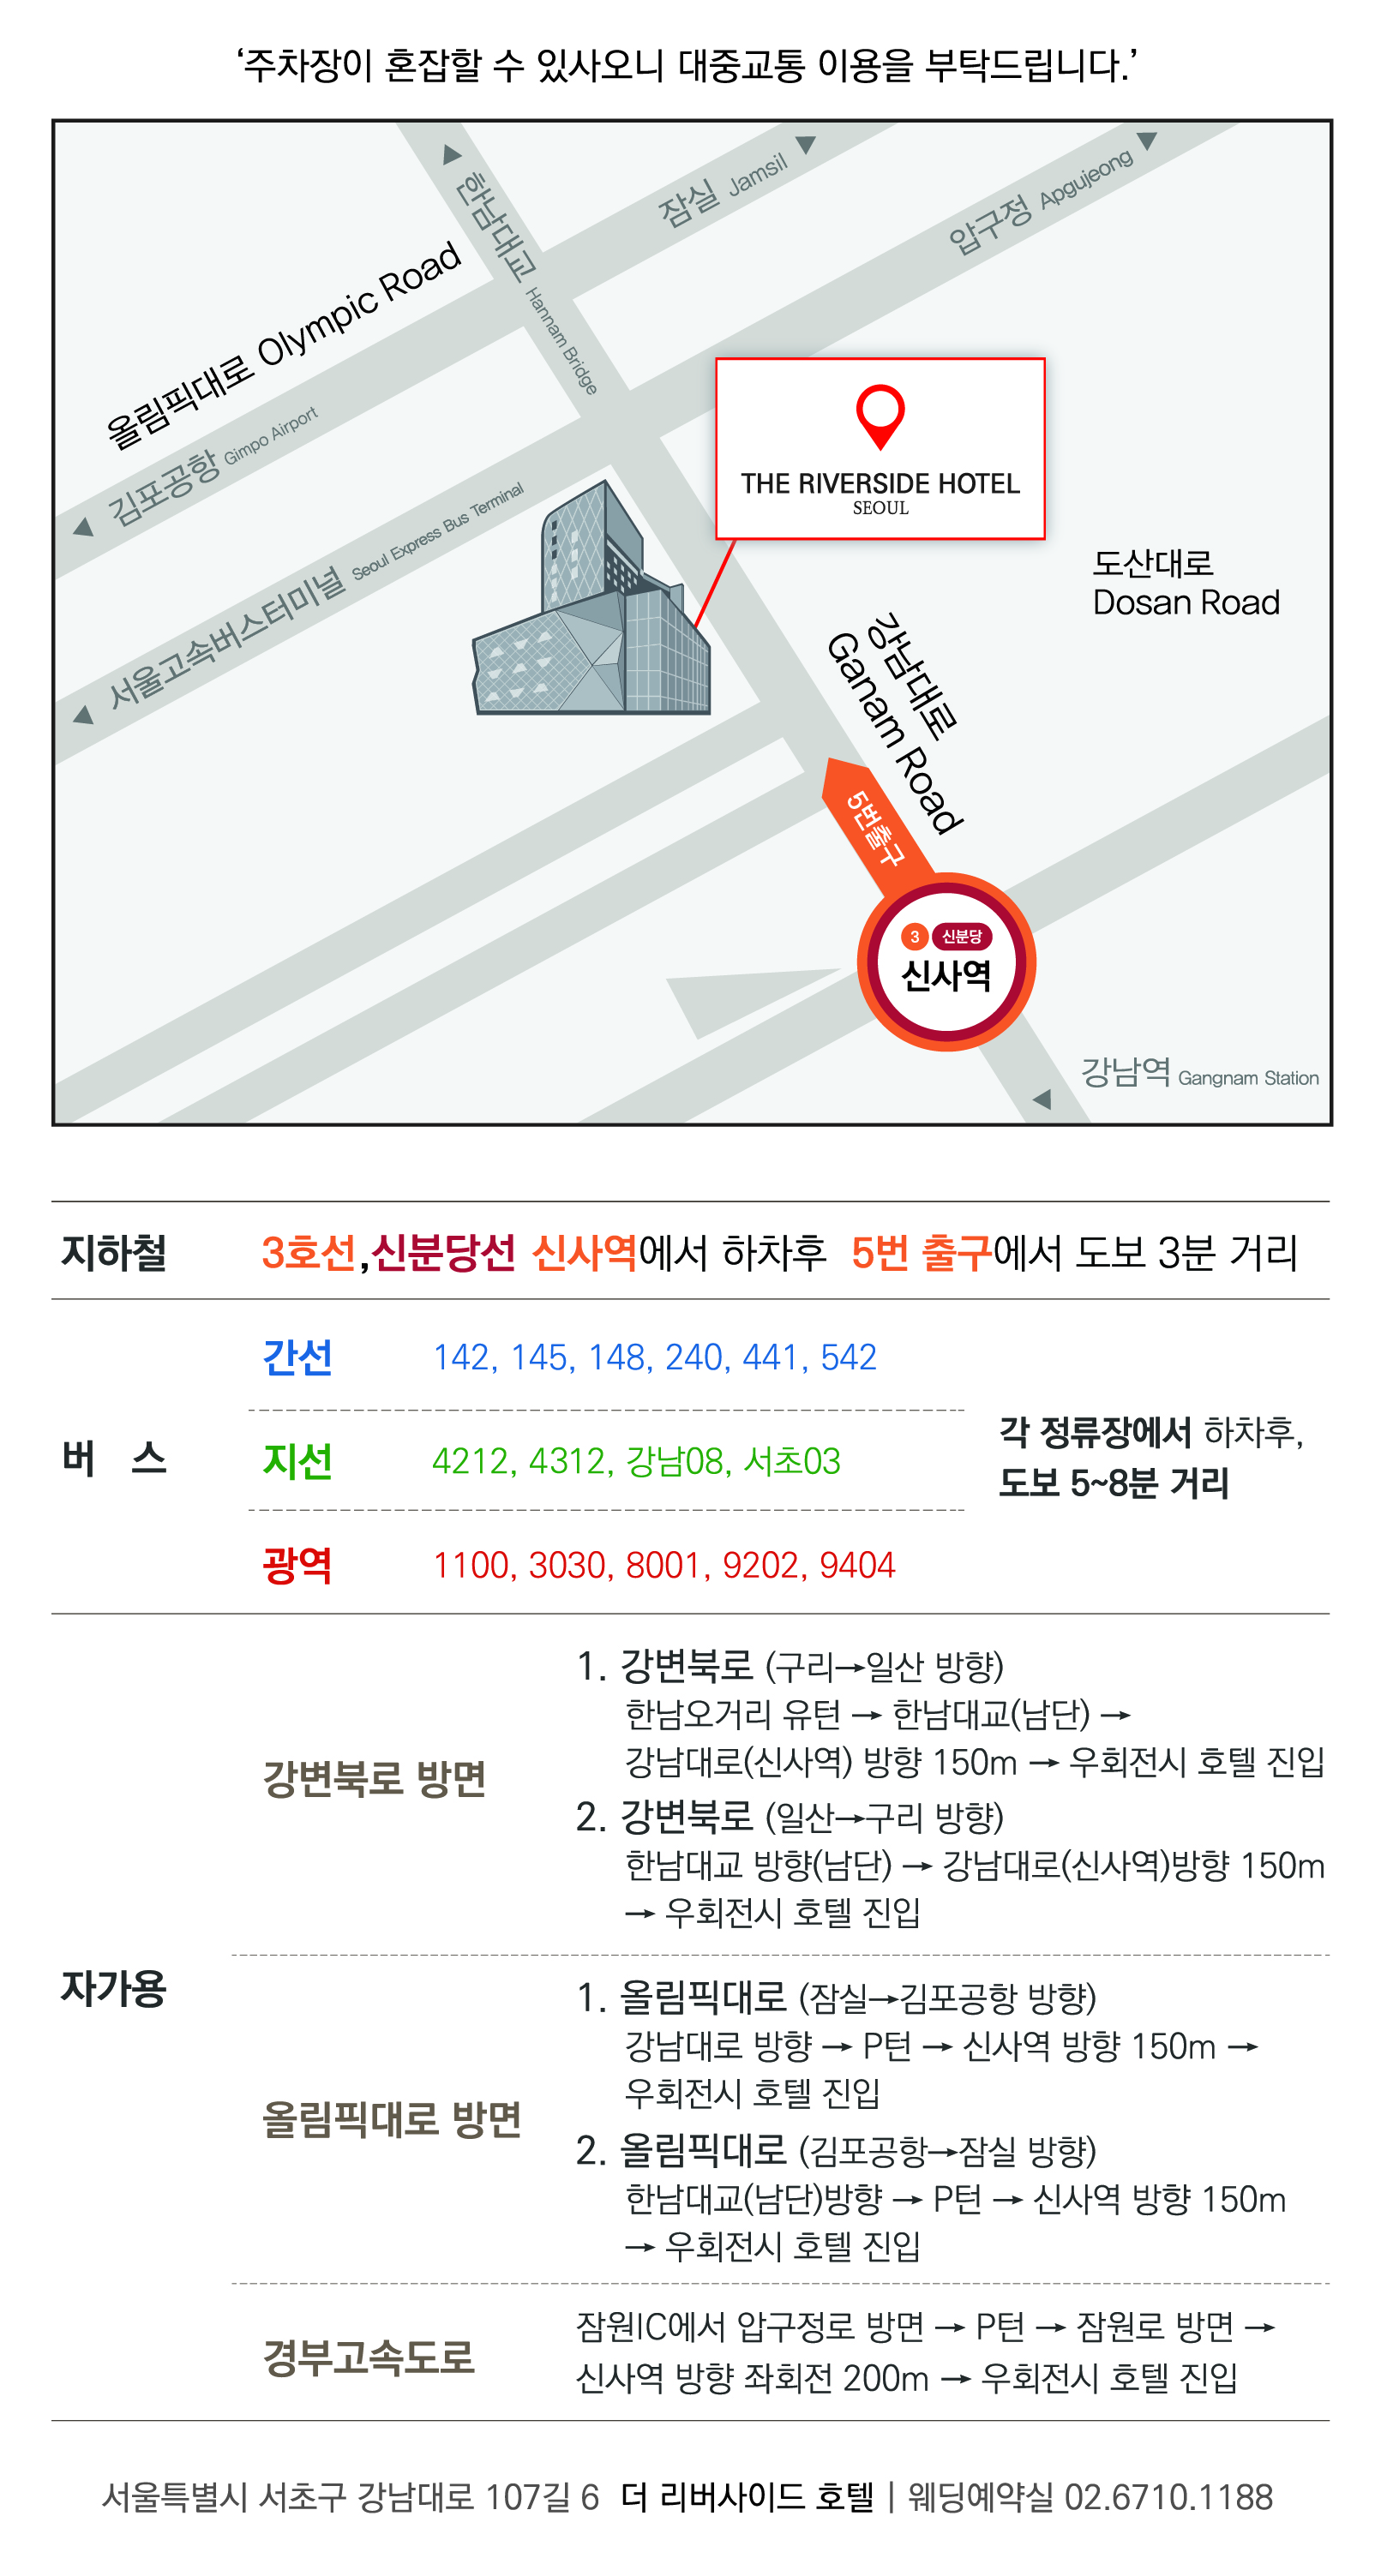 ‘주차장이 혼잡할 수 있사오니 대중교통 이용을 부탁드립니다.’
한남대교 Hannam Bridge
잠실 Jamsil
압구정 Apgujeong
올림픽대로 Olympic Road
김포공항 Gimpo Airport
서울고속버스터미널 Seoul Express Bus Terminal
THE RIVERSIDE HOTEL
SEOUL
도산대로
Dosan Road
강남대로
Ganam Road
5번출구
3 신분당
신사역
강남역 Gangnam Station
지하철 3호선,신분당선 신사역에서 하차후 5번 출구에서 도보 3분 거리
버 스
간선 142, 145, 148, 240, 441, 542
지선 4212, 4312, 강남08, 서초03
광역 1100, 3030, 8001, 9202, 9404
각 정류장에서 하차후,
도보 5~8분 거리
자가용
강변북로 방면
1. 강변북로 (구리→일산 방향)
한남오거리 유턴 → 한남대교(남단) →
강남대로(신사역) 방향 150m → 우회전시 호텔 진입
2. 강변북로 (일산→구리 방향)
한남대교 방향(남단) → 강남대로(신사역)방향 150m
→ 우회전시 호텔 진입
올림픽대로 방면
1. 올림픽대로 (잠실→김포공항 방향)
강남대로 방향 → P턴 → 신사역 방향 150m →
우회전시 호텔 진입
2. 올림픽대로 (김포공항→잠실 방향)
한남대교(남단)방향 → P턴 → 신사역 방향 150m
→ 우회전시 호텔 진입
경부고속도로
잠원IC에서 압구정로 방면 → P턴 → 잠원로 방면 →
신사역 방향 좌회전 200m → 우회전시 호텔 진입
서울특별시 서초구 강남대로 107길 6 더 리버사이드 호텔 | 웨딩예약실 02.6710.1188